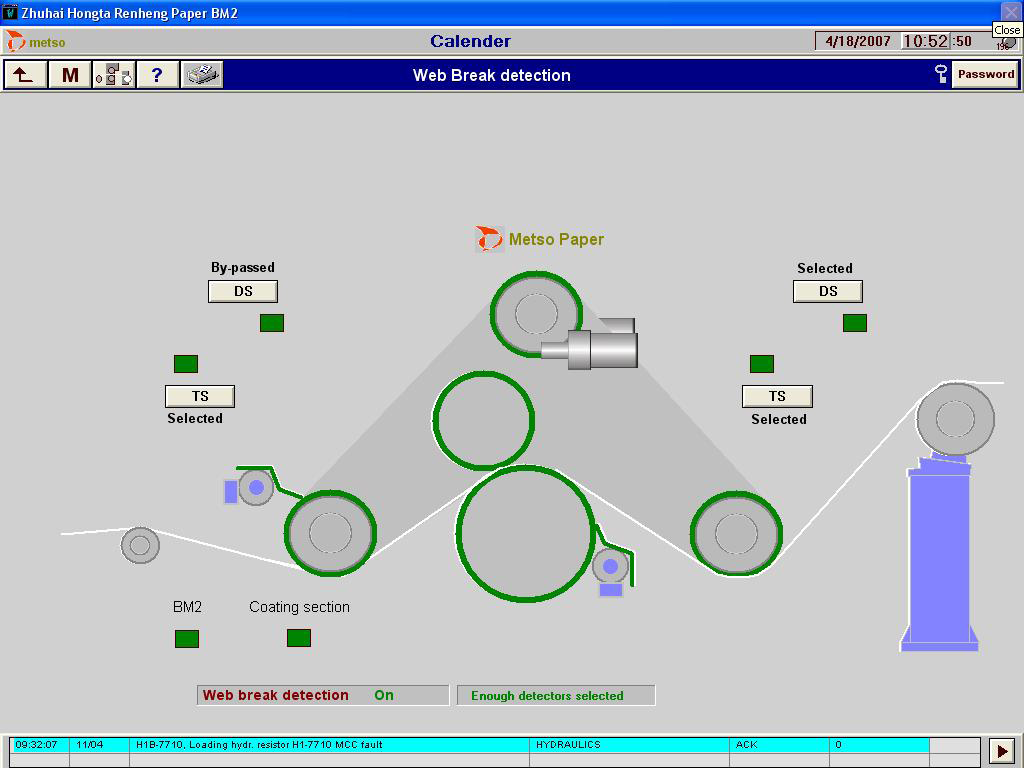 Zhuhai Hongta Renheng Paper BM2
Close
metso
Calender
4/18/2007 10:52:50
196
M
?
Web Break detection
Password
Metso Paper
By-passed
DS
Selected
DS
TS
Selected
TS
Selected
BM2
Coating section
Web break detection On
Enough detectors selected
09:32:07 11/04 H1B-7710, Loading hydr. resistor H1-7710 MCC fault HYDRAULICS ACK 0